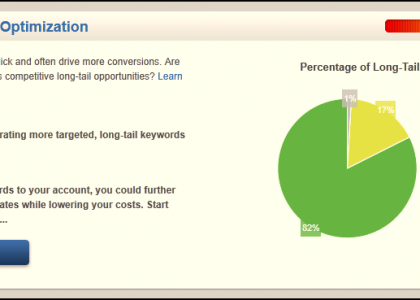 Optimization
lick and often drive more conversions. Are
s competitive long-tail opportunities? Learn
Percentage of Long-Tail
1%
17%
rating more targeted, long-tail keywords
rds to your account, you could further
ates while lowering your costs. Start
...
82%